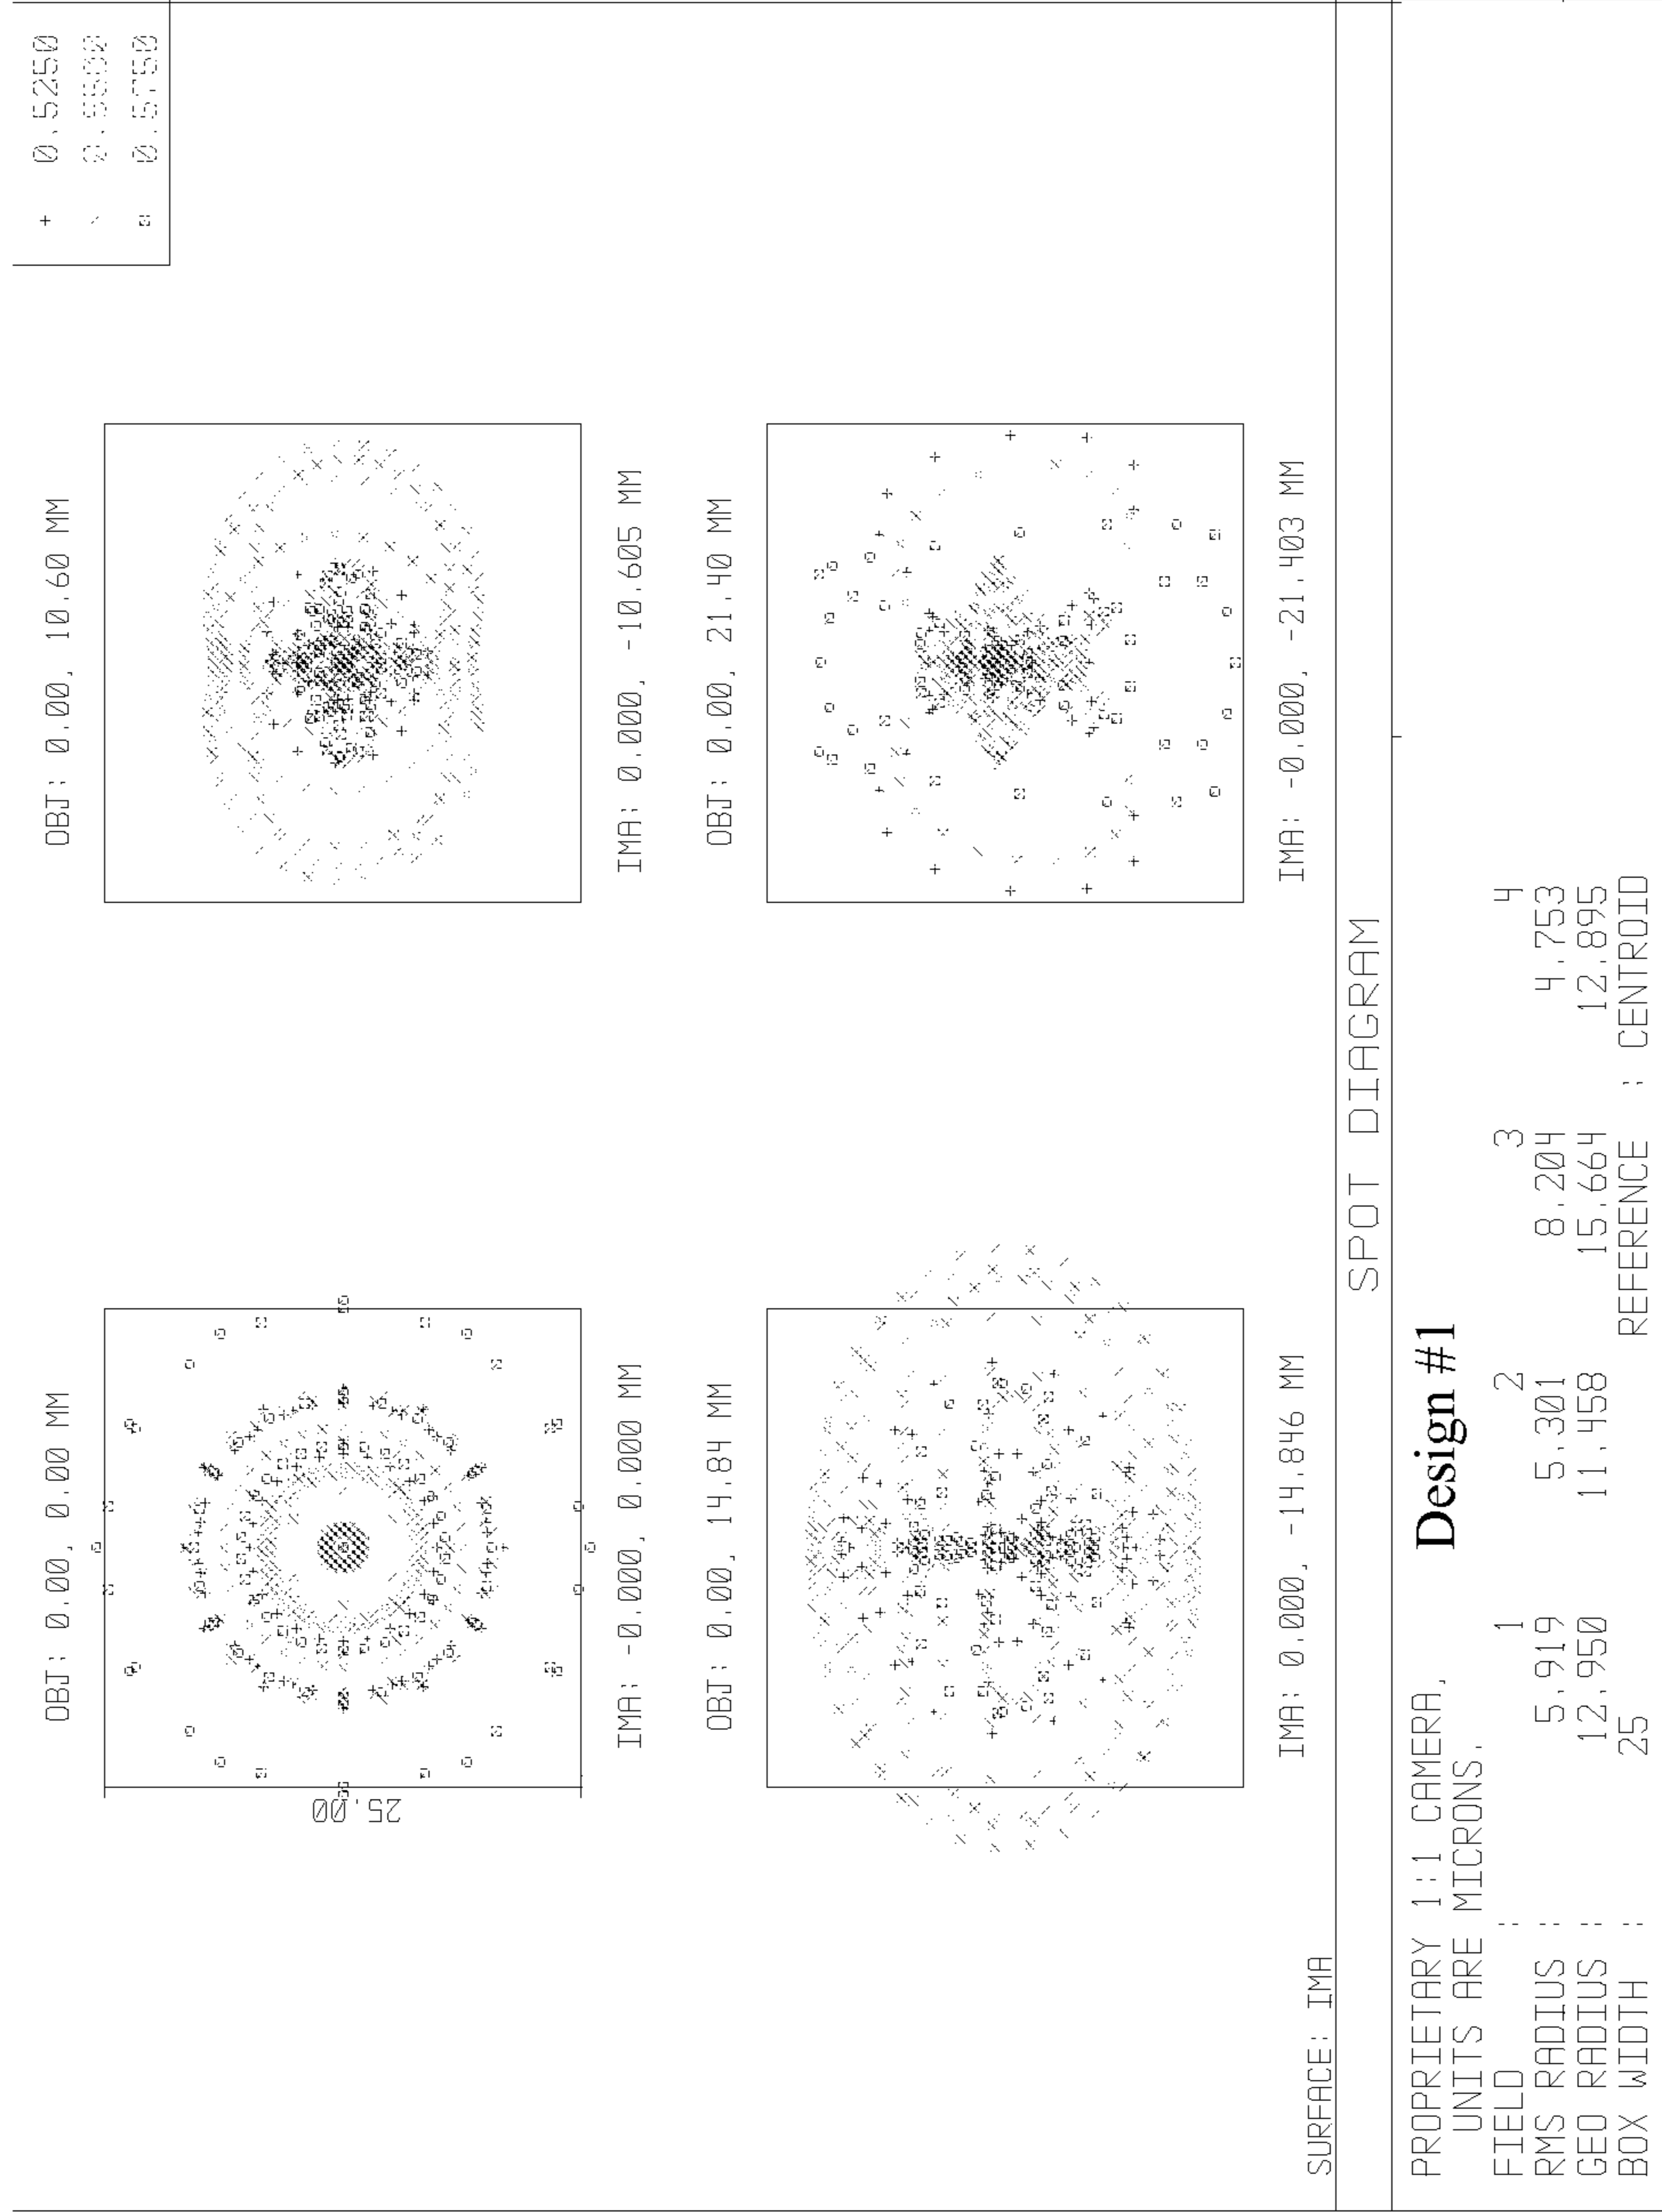 + 0.5250
× 0.5500
¤ 0.5750
OBJ: 0.00, 0.00 MM
OBJ: 0.00, 10.60 MM
25.00
IMA: -0.000, 0.000 MM
IMA: 0.000, -10.605 MM
OBJ: 0.00, 14.84 MM
OBJ: 0.00, 21.40 MM
IMA: 0.000, -14.846 MM
IMA: -0.000, -21.403 MM
SURFACE: IMA
SPOT DIAGRAM
PROPRIETARY 1:1 CAMERA,
Design #1
UNITS ARE MICRONS.
FIELD : 1 2 3 4
RMS RADIUS : 5.919 5.301 8.204 4.753
GEO RADIUS : 12.950 11.458 15.664 12.895
BOX WIDTH : 25 REFERENCE : CENTROID